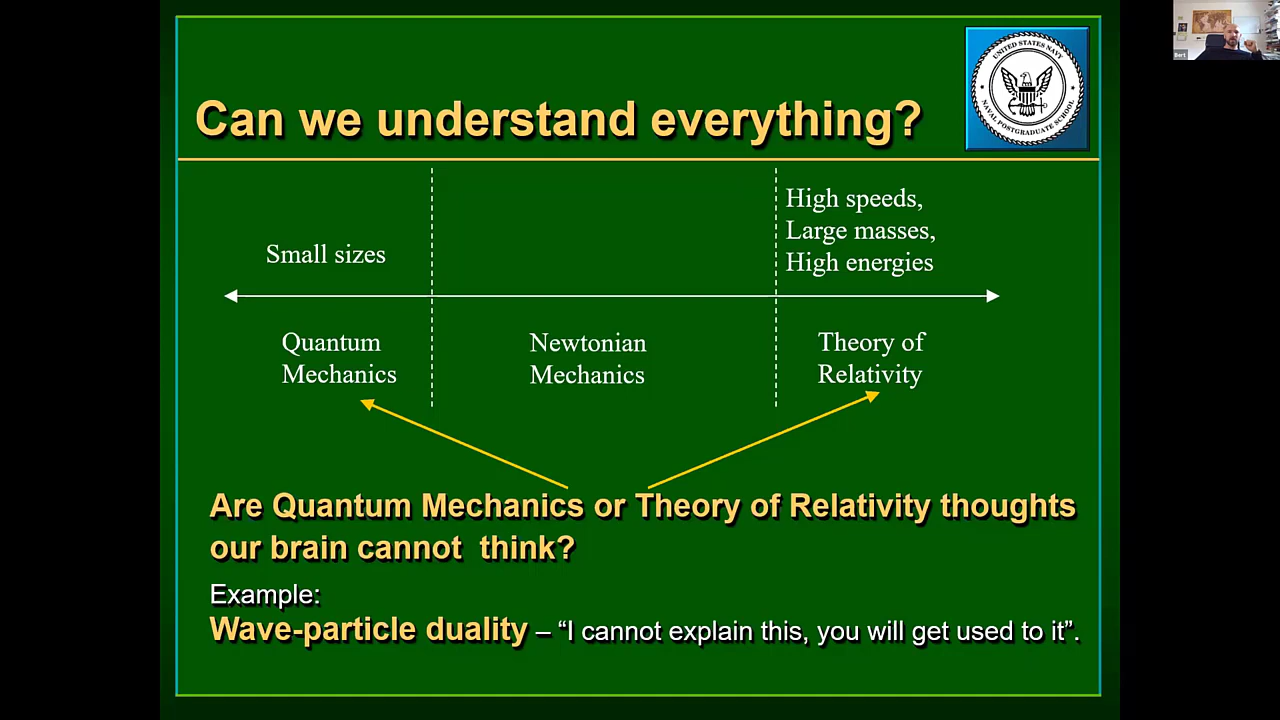 Can we understand everything?
UNITED STATES NAVY
NAVAL POSTGRADUATE SCHOOL
Bert
Small sizes
High speeds,
Large masses,
High energies
Quantum
Mechanics
Newtonian
Mechanics
Theory of
Relativity
Are Quantum Mechanics or Theory of Relativity thoughts
our brain cannot  think?
Example:
Wave-particle duality – “I cannot explain this, you will get used to it”.